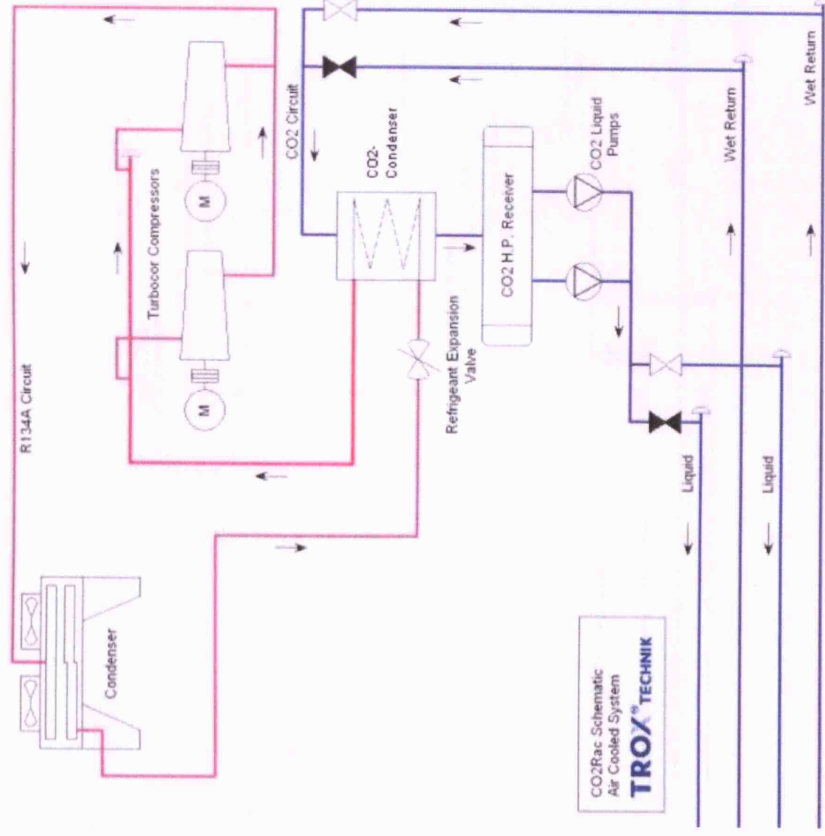 R134A Circuit
Turbocor Compressors
M
M
CO2 Circuit
Condenser
CO2-
Condenser
Refrigeant Expansion
Valve
CO2 H.P. Receiver
CO2 Liquid
Pumps
Liquid
Wet Return
Liquid
Wet Return
CO2Rac Schematic
Air Cooled System
TROX® TECHNIK